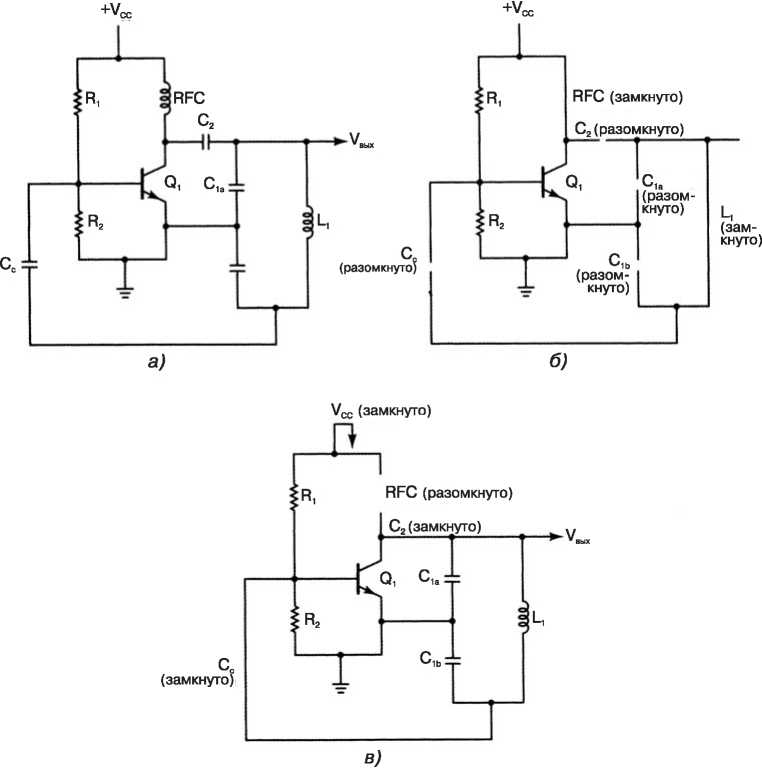 +Vcc
R₁
RFC
C₂
Vвых
Q₁
C₁ₐ
R₂
L₁
Cc
а)
+Vcc
R₁
RFC (замкнуто)
C₂ (разомкнуто)
Q₁
C₁ₐ
(разом-
кнуто)
R₂
L₁
(зам-
кнуто)
Cc
(разомкнуто)
C₁b
(разом-
кнуто)
б)
Vcc (замкнуто)
R₁
RFC (разомкнуто)
C₂ (замкнуто)
Vвых
Q₁
C₁ₐ
R₂
L₁
C₁b
Cc
(замкнуто)
в)